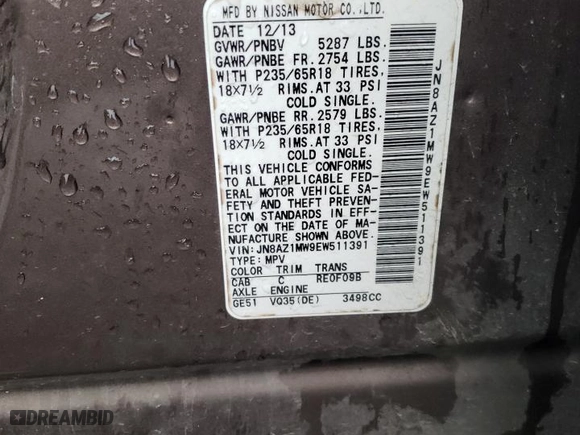 MFD BY NISSAN MOTOR CO.,LTD.
DATE 12/13
GVWR/PNBV 5287 LBS.
GAWR/PNBE FR. 2754 LBS.
WITH P235/65R18 TIRES,
18X7½ RIMS.AT 33 PSI
COLD SINGLE.
GAWR/PNBE RR. 2579 LBS.
WITH P235/65R18 TIRES,
18X7½ RIMS.AT 33 PSI
COLD SINGLE.
THIS VEHICLE CONFORMS
TO ALL APPLICABLE FED-
ERAL MOTOR VEHICLE SA-
FETY AND THEFT PREVEN-
TION STANDARDS IN EFF-
ECT ON THE DATE OF MA-
NUFACTURE SHOWN ABOVE.
VIN:JN8AZ1MW9EW511391
TYPE: MPV
COLOR TRIM TRANS
CAB C RE0F09B
AXLE ENGINE
GE51 VQ35(DE) 3498CC
JN8AZ1MW9EW511391
DREAMBID